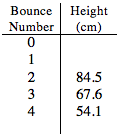 Bounce Height
Number (cm)
0
1
2 84.5
3 67.6
4 54.1